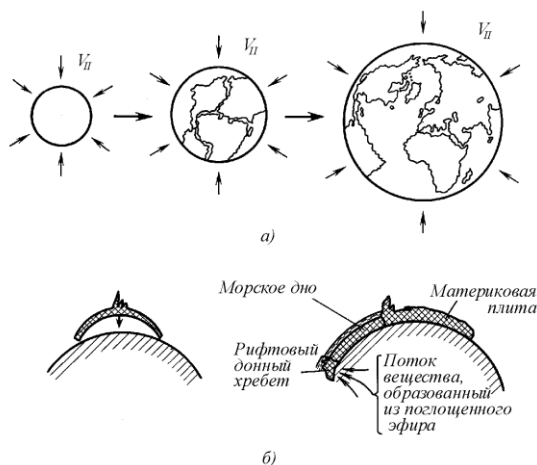 V_II
V_II
V_II
а)
Морское дно
Материковая
плита
Рифтовый
донный
хребет
Поток
вещества,
образованный
из поглощенного
эфира
б)